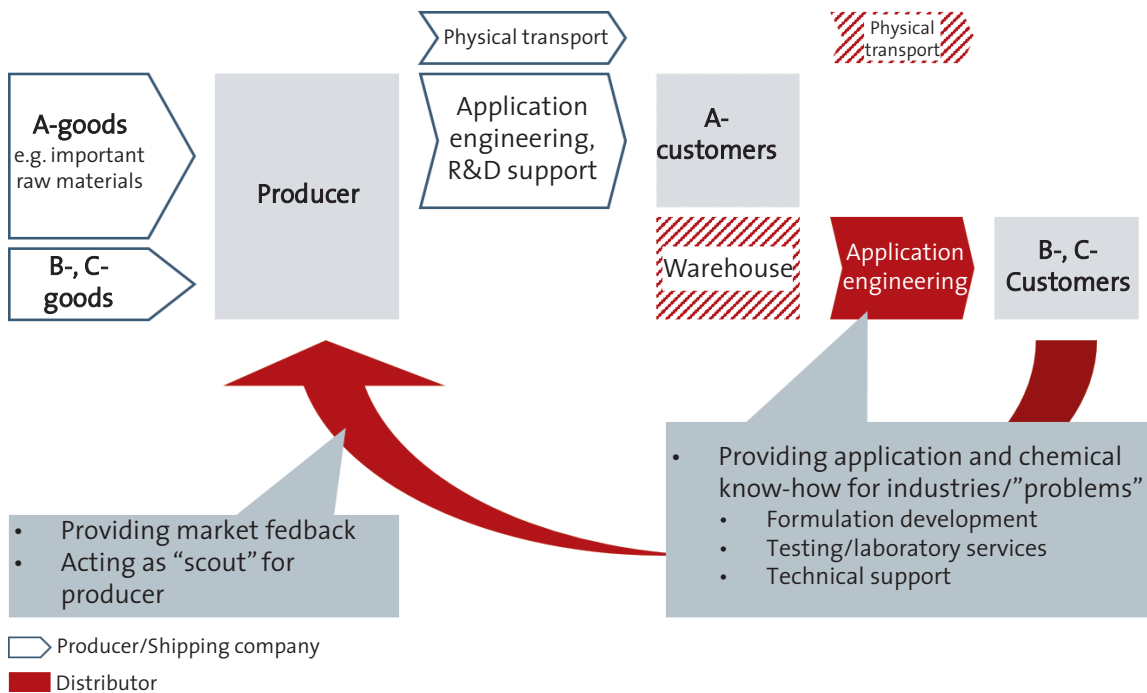 Physical transport
Physical
transport
A-goods
e.g. important
raw materials
Producer
Application
engineering,
R&D support
A-
customers
B-, C-
goods
Warehouse
Application
engineering
B-, C-
Customers
• Providing application and chemical
know-how for industries/”problems”
• Formulation development
• Testing/laboratory services
• Technical support
• Providing market fedback
• Acting as “scout” for
producer
Producer/Shipping company
Distributor